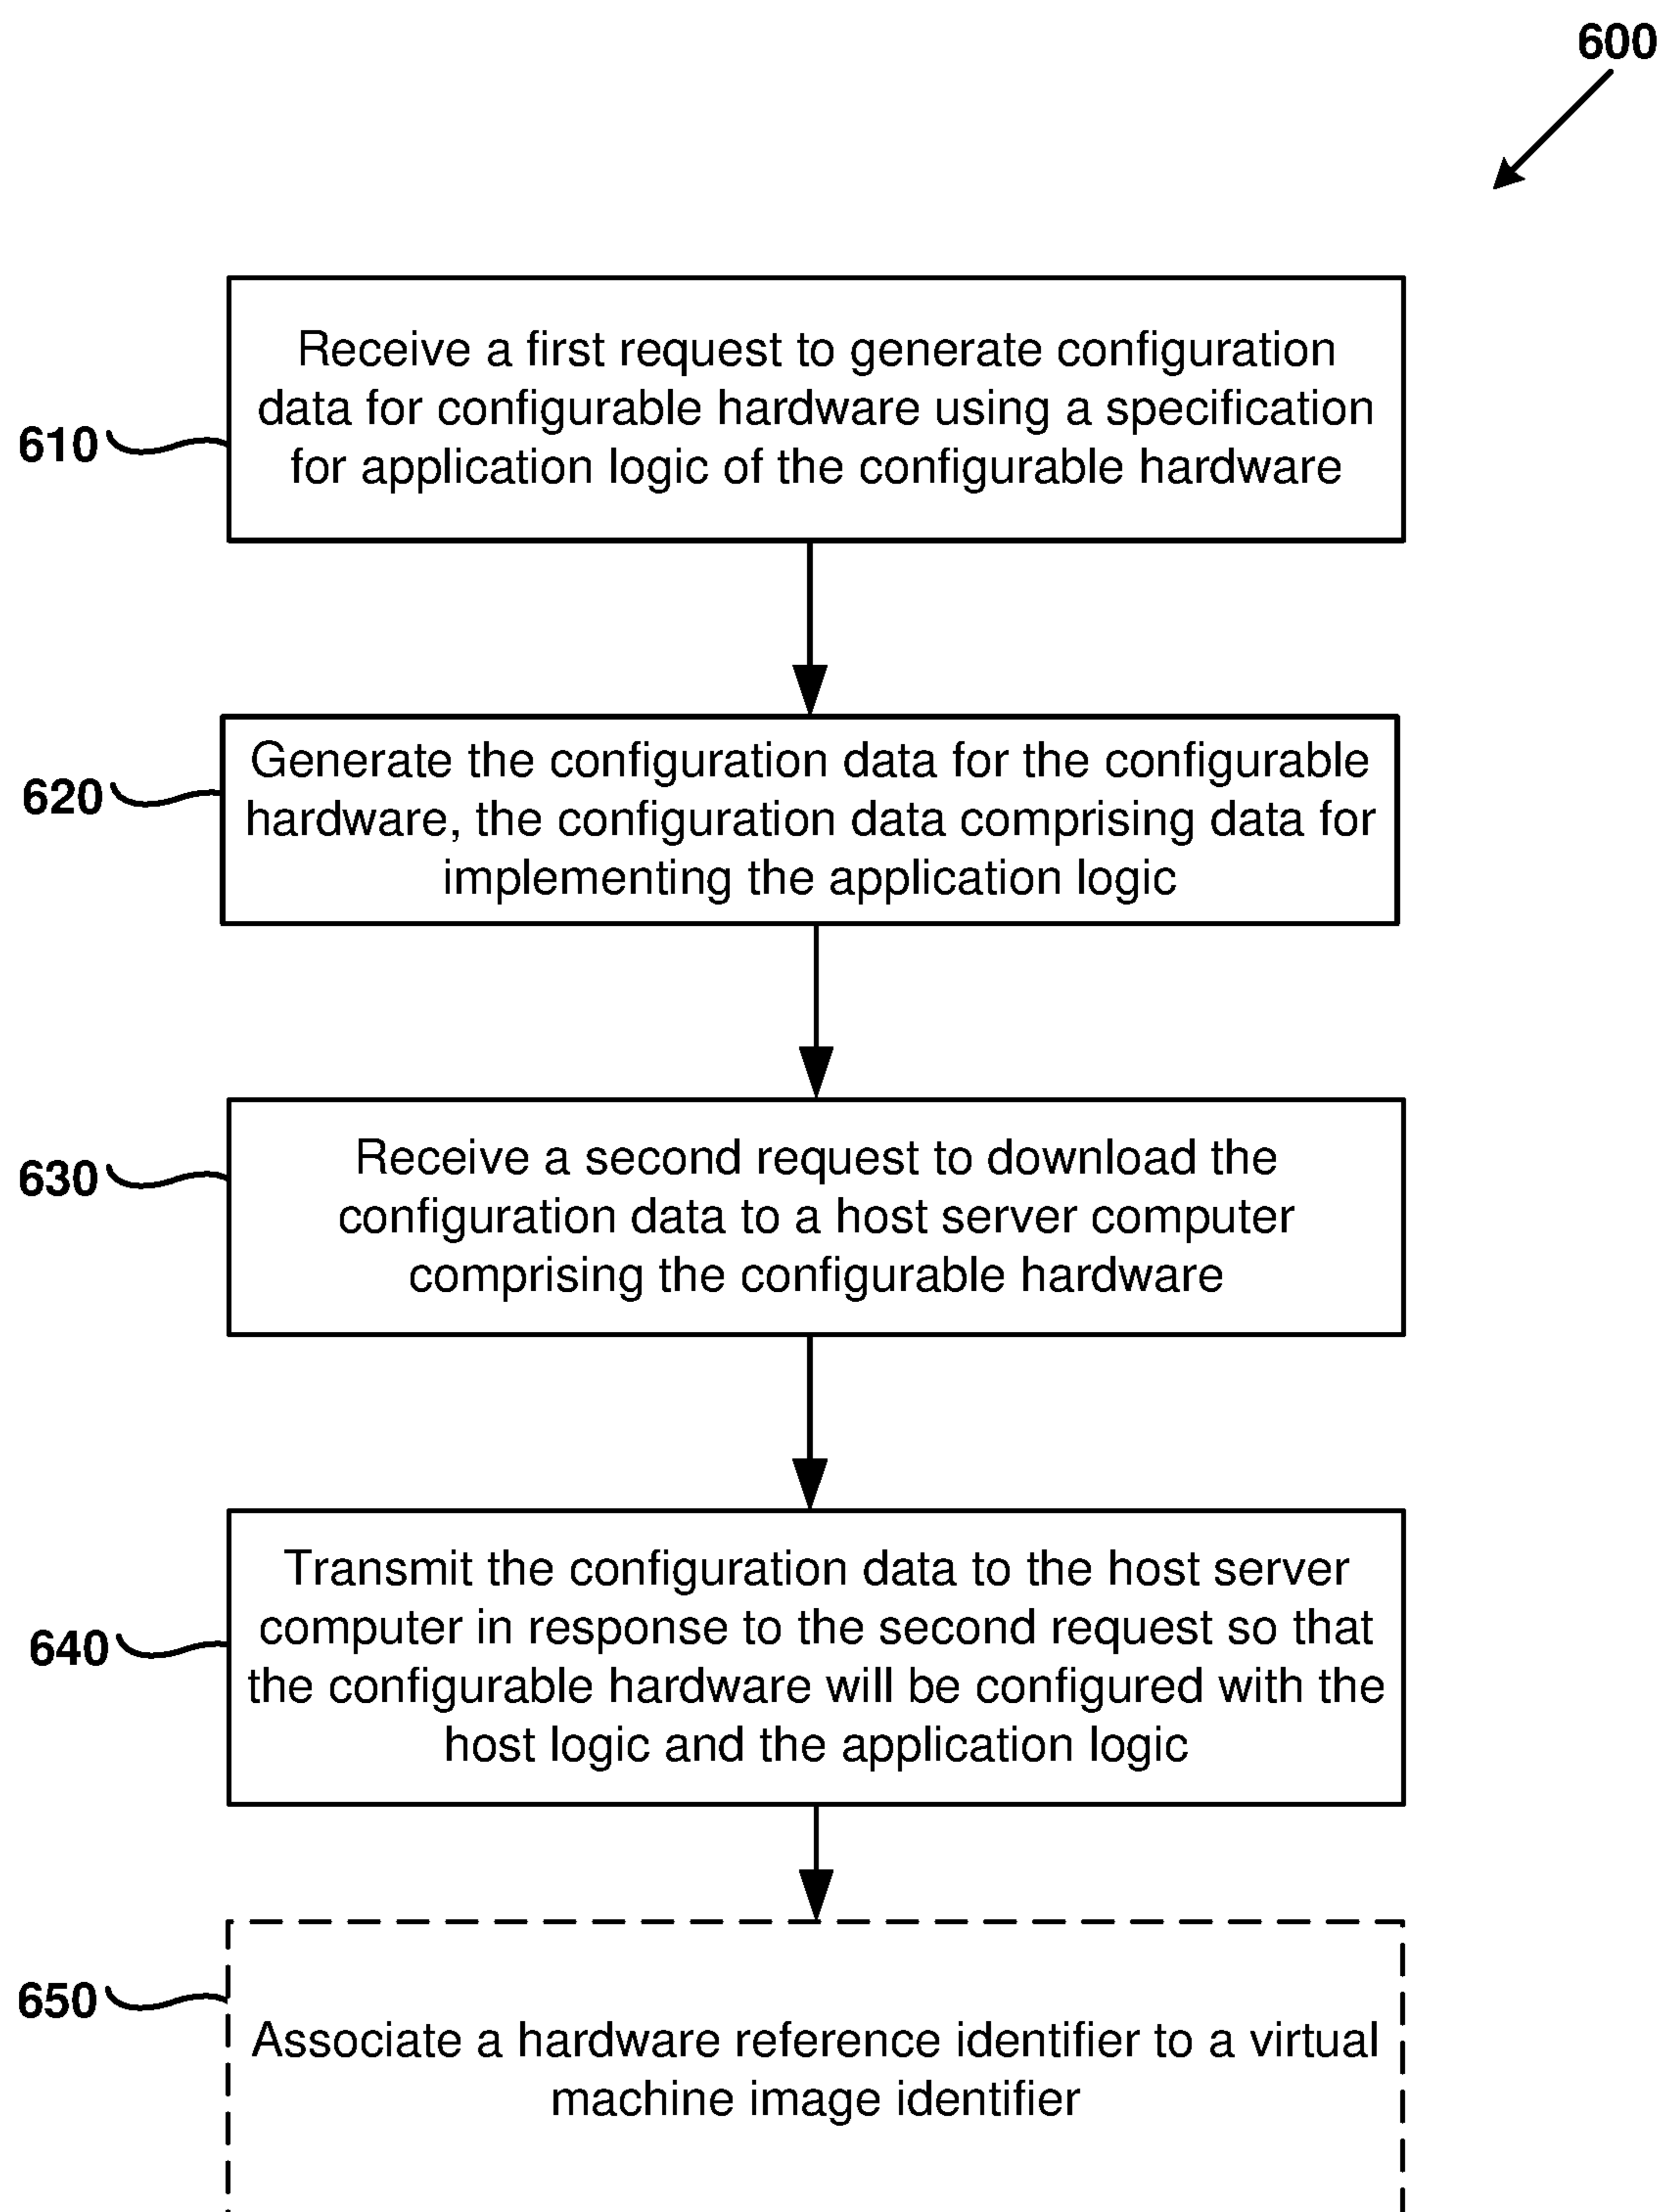 600
610
Receive a first request to generate configuration
data for configurable hardware using a specification
for application logic of the configurable hardware
620
Generate the configuration data for the configurable
hardware, the configuration data comprising data for
implementing the application logic
630
Receive a second request to download the
configuration data to a host server computer
comprising the configurable hardware
640
Transmit the configuration data to the host server
computer in response to the second request so that
the configurable hardware will be configured with the
host logic and the application logic
650
Associate a hardware reference identifier to a virtual
machine image identifier